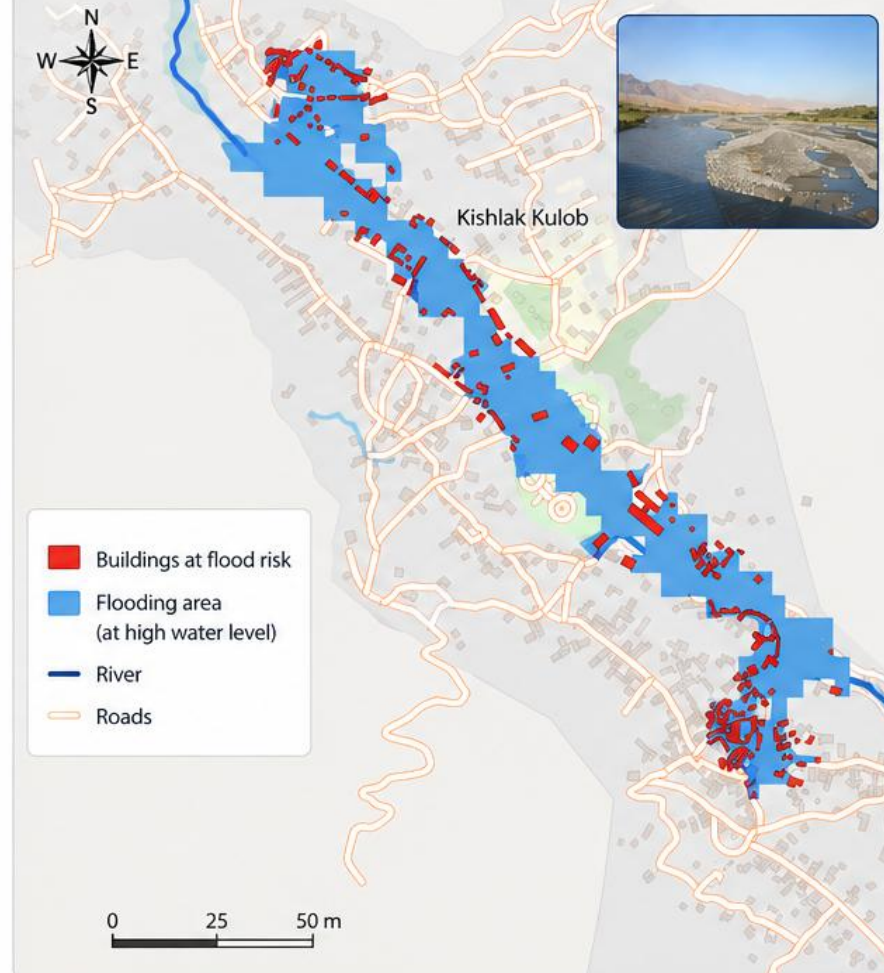 N
W E
S
Kishlak Kulob
Buildings at flood risk
Flooding area
(at high water level)
River
Roads
0 25 50 m